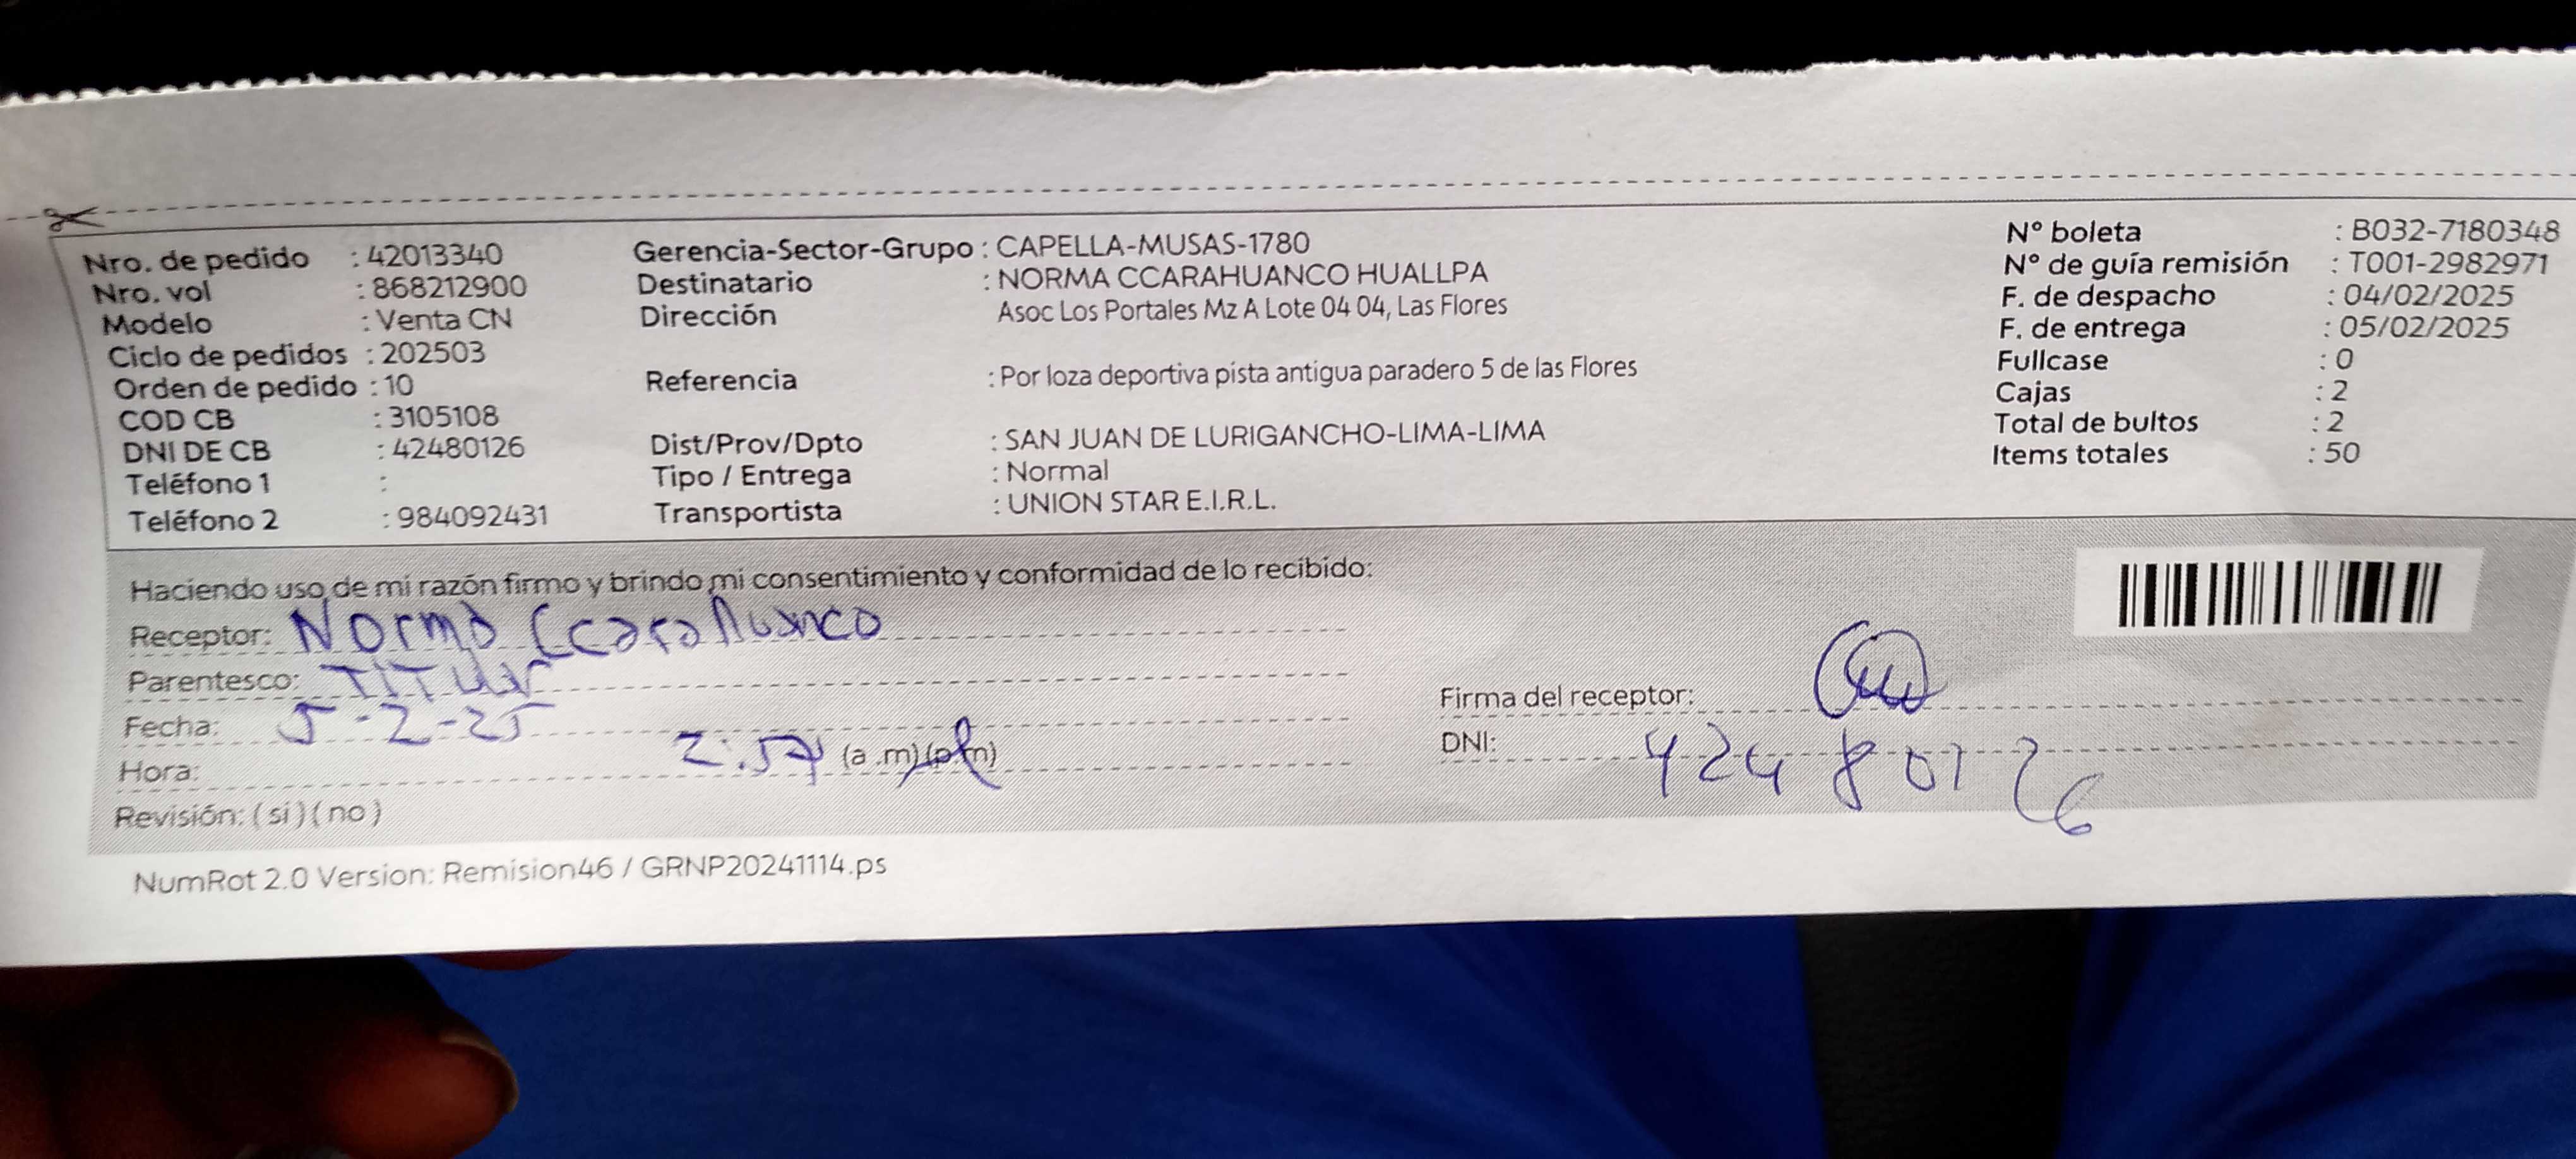 Nro. de pedido : 42013340
Nro. vol : 868212900
Modelo : Venta CN
Ciclo de pedidos : 202503
Orden de pedido : 10
COD CB : 3105108
DNI DE CB : 42480126
Teléfono 1 :
Teléfono 2 : 984092431
Gerencia-Sector-Grupo : CAPELLA-MUSAS-1780
Destinatario : NORMA CCARAHUANCO HUALLPA
Dirección Asoc Los Portales Mz A Lote 04 04, Las Flores
Referencia : Por loza deportiva pista antigua paradero 5 de las Flores
Dist/Prov/Dpto : SAN JUAN DE LURIGANCHO-LIMA-LIMA
Tipo / Entrega : Normal
Transportista : UNION STAR E.I.R.L.
N° boleta : B032-7180348
N° de guía remisión : T001-2982971
F. de despacho : 04/02/2025
F. de entrega : 05/02/2025
Fullcase : 0
Cajas : 2
Total de bultos : 2
Items totales : 50
Haciendo uso de mi razón firmo y brindo mi consentimiento y conformidad de lo recibido:
Receptor: Norma Ccarahuanco
Parentesco: TITULAR
Fecha: 5-2-25
Hora: 2:57 (a .m) (p.m)
Revisión: ( si ) ( no )
Firma del receptor:
DNI: 42480126
NumRot 2.0 Version: Remision46 / GRNP20241114.ps